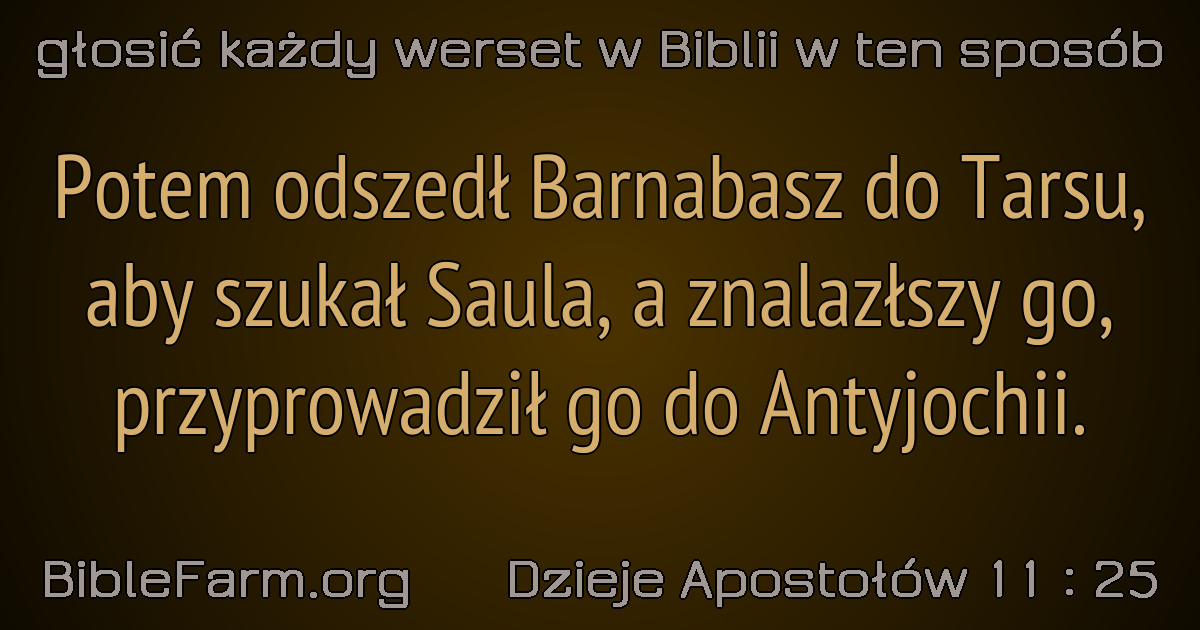 głosić każdy werset w Biblii w ten sposób
Potem odszedł Barnabasz do Tarsu,
aby szukał Saula, a znalazłszy go,
przyprowadził go do Antyjochii.
BibleFarm.org Dzieje Apostołów 11 : 25